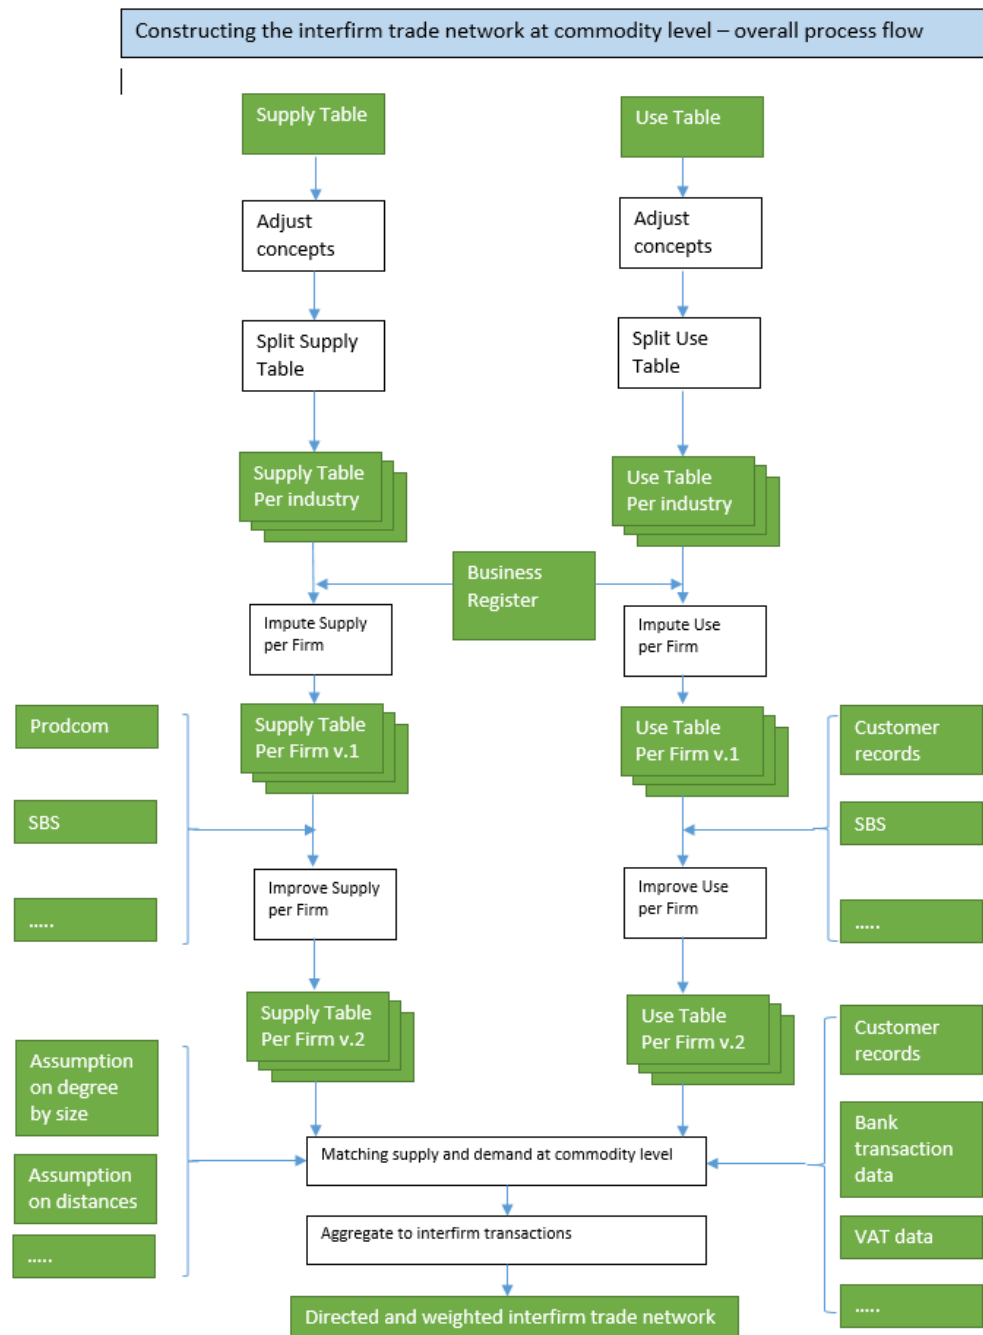 Constructing the interfirm trade network at commodity level – overall process flow
Supply Table
Use Table
Adjust
concepts
Adjust
concepts
Split Supply
Table
Split Use
Table
Supply Table
Per industry
Use Table
Per industry
Business
Register
Impute Supply
per Firm
Impute Use
per Firm
Prodcom
SBS
.....
Supply Table
Per Firm v.1
Use Table
Per Firm v.1
Customer
records
SBS
.....
Improve Supply
per Firm
Improve Use
per Firm
Supply Table
Per Firm v.2
Use Table
Per Firm v.2
Assumption
on degree
by size
Assumption
on distances
.....
Customer
records
Bank
transaction
data
VAT data
.....
Matching supply and demand at commodity level
Aggregate to interfirm transactions
Directed and weighted interfirm trade network